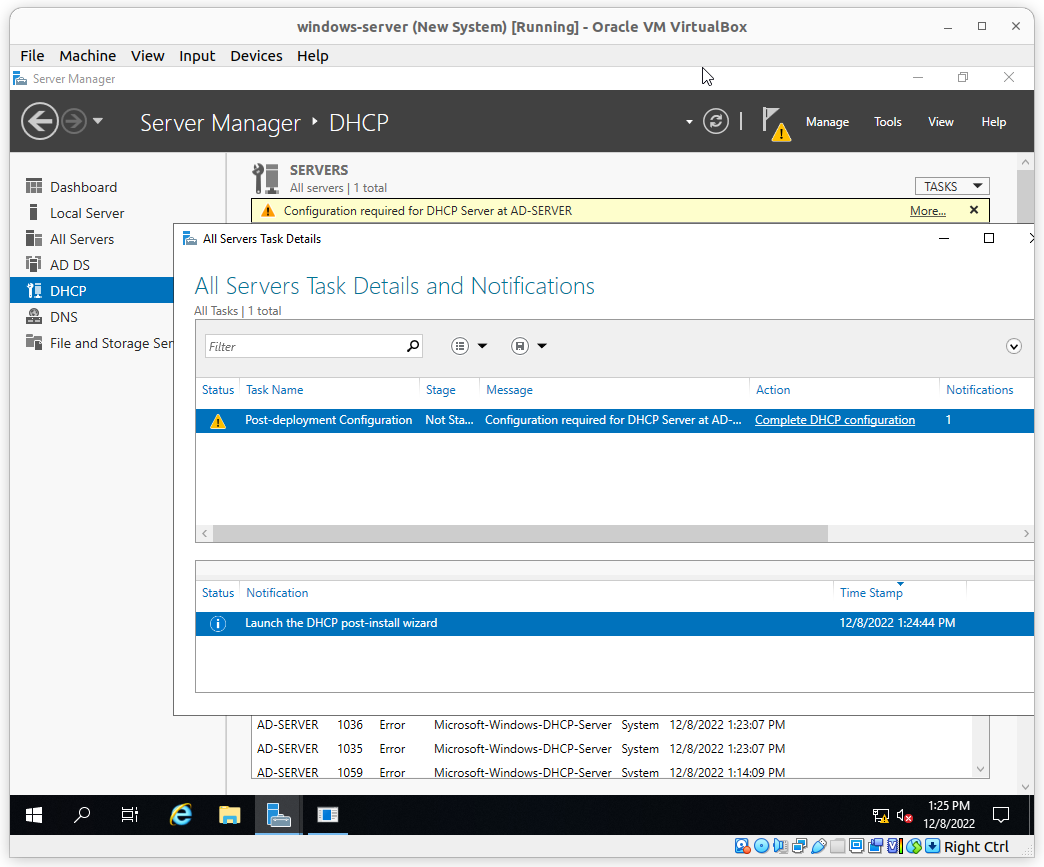 windows-server (New System) [Running] - Oracle VM VirtualBox
File Machine View Input Devices Help
Server Manager
Server Manager DHCP
Manage Tools View Help
Dashboard
Local Server
All Servers
AD DS
DHCP
DNS
File and Storage Ser
SERVERS
All servers | 1 total
TASKS
Configuration required for DHCP Server at AD-SERVER More...
All Servers Task Details
All Servers Task Details and Notifications
All Tasks | 1 total
Filter
Status Task Name Stage Message Action Notifications
Post-deployment Configuration Not Sta... Configuration required for DHCP Server at AD-... Complete DHCP configuration 1
Status Notification Time Stamp
Launch the DHCP post-install wizard 12/8/2022 1:24:44 PM
AD-SERVER 1036 Error Microsoft-Windows-DHCP-Server System 12/8/2022 1:23:07 PM
AD-SERVER 1035 Error Microsoft-Windows-DHCP-Server System 12/8/2022 1:23:07 PM
AD-SERVER 1059 Error Microsoft-Windows-DHCP-Server System 12/8/2022 1:14:09 PM
1:25 PM
12/8/2022
Right Ctrl